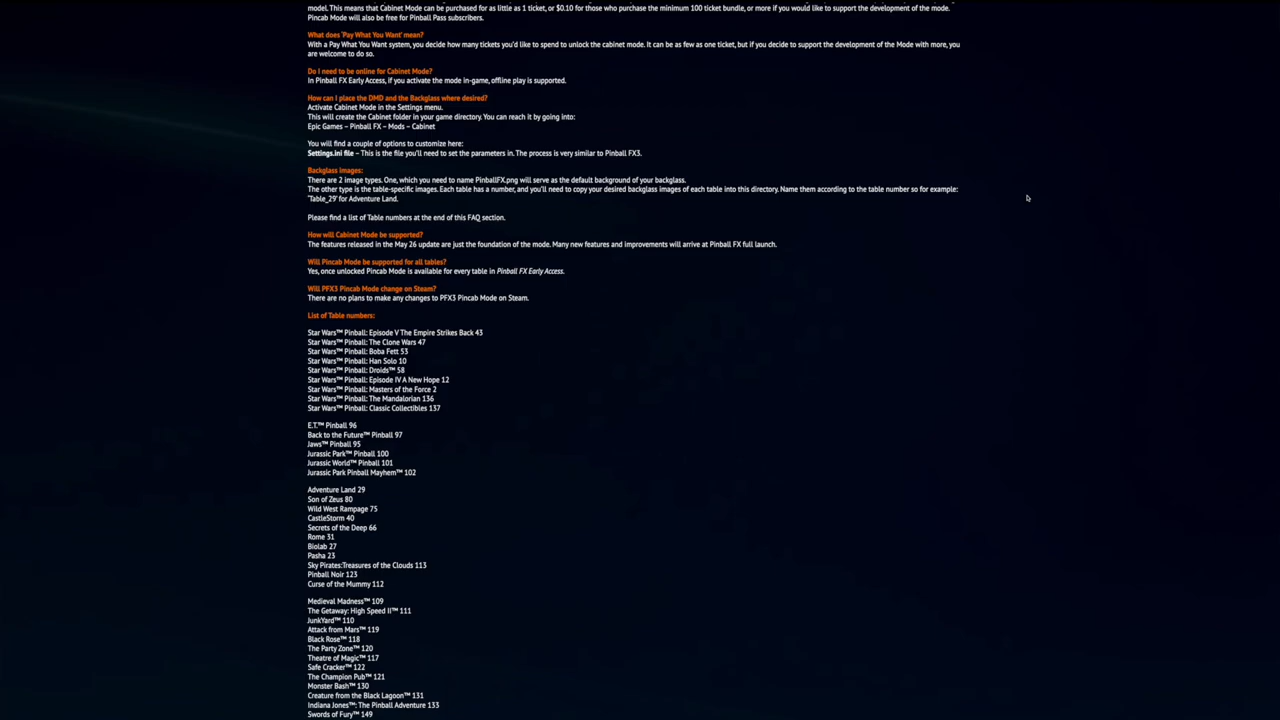 model. This means that Cabinet Mode can be purchased for as little as 1 ticket, or $0.10 for those who purchase the minimum 100 ticket bundle, or more if you would like to support the development of the mode.
Pincab Mode will also be free for Pinball Pass subscribers.
What does 'Pay What You Want' mean?
With a Pay What You Want system, you decide how many tickets you'd like to spend to unlock the cabinet mode. It can be as few as one ticket, but if you decide to support the development of the Mode with more, you
are welcome to do so.
Do I need to be online for Cabinet Mode?
In Pinball FX Early Access, if you activate the mode in-game, offline play is supported.
How can I place the DMD and the Backglass where desired?
Activate Cabinet Mode in the Settings menu.
This will create the Cabinet folder in your game directory. You can reach it by going into:
Epic Games – Pinball FX – Mods – Cabinet
You will find a couple of options to customize here:
Settings.ini file – This is the file you'll need to set the parameters in. The process is very similar to Pinball FX3.
Backglass images:
There are 2 image types. One, which you need to name PinballFX.png will serve as the default background of your backglass.
The other type is the table-specific images. Each table has a number, and you'll need to copy your desired backglass images of each table into this directory. Name them according to the table number so for example:
'Table_29' for Adventure Land.
Please find a list of Table numbers at the end of this FAQ section.
How will Cabinet Mode be supported?
The features released in the May 26 update are just the foundation of the mode. Many new features and improvements will arrive at Pinball FX full launch.
Will Pincab Mode be supported for all tables?
Yes, once unlocked Pincab Mode is available for every table in Pinball FX Early Access.
Will PFX3 Pincab Mode change on Steam?
There are no plans to make any changes to PFX3 Pincab Mode on Steam.
List of Table numbers:
Star Wars™ Pinball: Episode V The Empire Strikes Back 43
Star Wars™ Pinball: The Clone Wars 47
Star Wars™ Pinball: Boba Fett 53
Star Wars™ Pinball: Han Solo 10
Star Wars™ Pinball: Droids™ 58
Star Wars™ Pinball: Episode IV A New Hope 12
Star Wars™ Pinball: Masters of the Force 2
Star Wars™ Pinball: The Mandalorian 136
Star Wars™ Pinball: Classic Collectibles 137
E.T.™ Pinball 96
Back to the Future™ Pinball 97
Jaws™ Pinball 95
Jurassic Park™ Pinball 100
Jurassic World™ Pinball 101
Jurassic Park Pinball Mayhem™ 102
Adventure Land 29
Son of Zeus 80
Wild West Rampage 75
CastleStorm 40
Secrets of the Deep 66
Rome 31
Biolab 27
Pasha 23
Sky Pirates:Treasures of the Clouds 113
Pinball Noir 123
Curse of the Mummy 112
Medieval Madness™ 109
The Getaway: High Speed II™ 111
JunkYard™ 110
Attack from Mars™ 119
Black Rose™ 118
The Party Zone™ 120
Theatre of Magic™ 117
Safe Cracker™ 122
The Champion Pub™ 121
Monster Bash™ 130
Creature from the Black Lagoon™ 131
Indiana Jones™: The Pinball Adventure 133
Swords of Fury™ 149